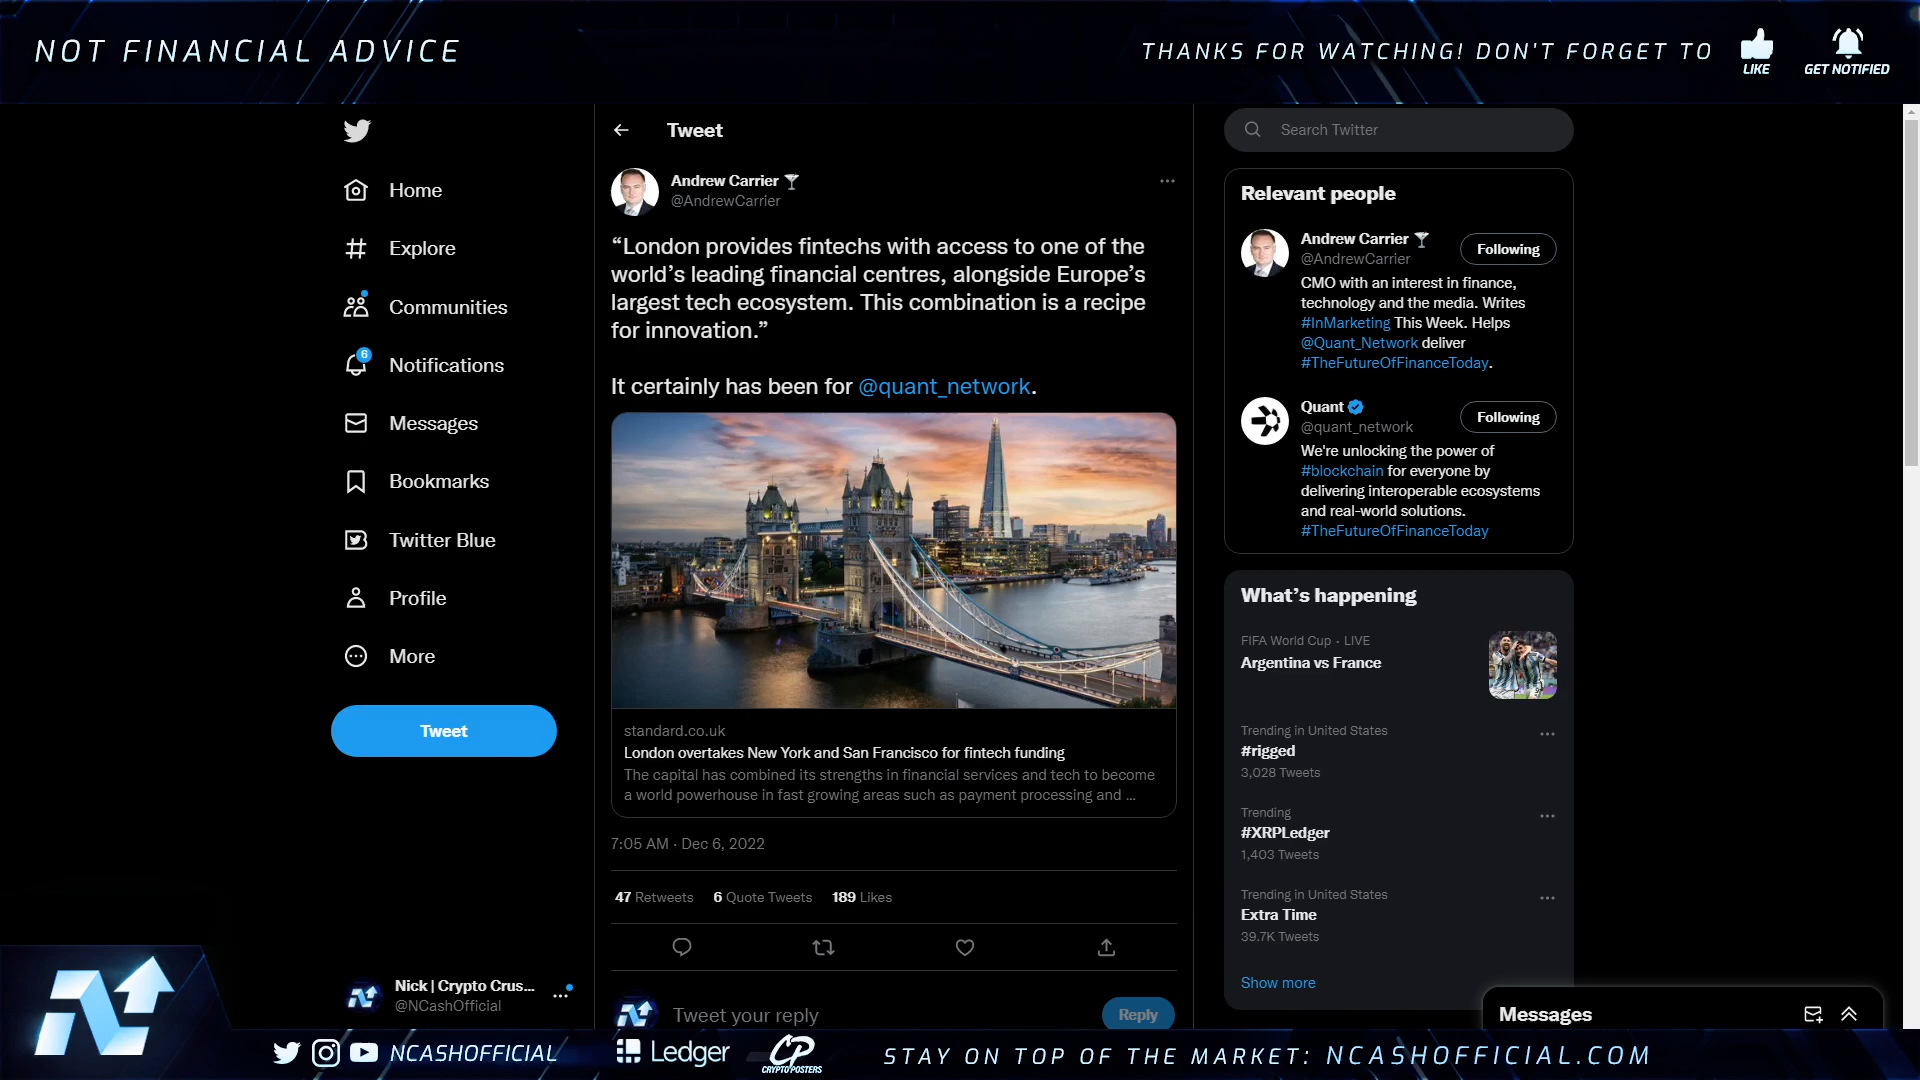 NOT FINANCIAL ADVICE
THANKS FOR WATCHING! DON'T FORGET TO
LIKE
GET NOTIFIED
Home
Explore
Communities
6
Notifications
Messages
Bookmarks
Twitter Blue
Profile
More
Tweet
Nick | Crypto Crus...
@NCashOfficial
Tweet
Andrew Carrier
@AndrewCarrier
“London provides fintechs with access to one of the
world’s leading financial centres, alongside Europe’s
largest tech ecosystem. This combination is a recipe
for innovation.”
It certainly has been for @quant_network.
standard.co.uk
London overtakes New York and San Francisco for fintech funding
The capital has combined its strengths in financial services and tech to become
a world powerhouse in fast growing areas such as payment processing and ...
7:05 AM · Dec 6, 2022
47 Retweets 6 Quote Tweets 189 Likes
Tweet your reply
Reply
Search Twitter
Relevant people
Andrew Carrier
@AndrewCarrier
Following
CMO with an interest in finance,
technology and the media. Writes
#InMarketing This Week. Helps
@Quant_Network deliver
#TheFutureOfFinanceToday.
Quant
@quant_network
Following
We're unlocking the power of
#blockchain for everyone by
delivering interoperable ecosystems
and real-world solutions.
#TheFutureOfFinanceToday
What’s happening
FIFA World Cup · LIVE
Argentina vs France
Trending in United States
#rigged
3,028 Tweets
Trending
#XRPLedger
1,403 Tweets
Trending in United States
Extra Time
39.7K Tweets
Show more
Messages
NCASHOFFICIAL
Ledger
CP
CRYPTO POSTERS
STAY ON TOP OF THE MARKET: NCASHOFFICIAL.COM